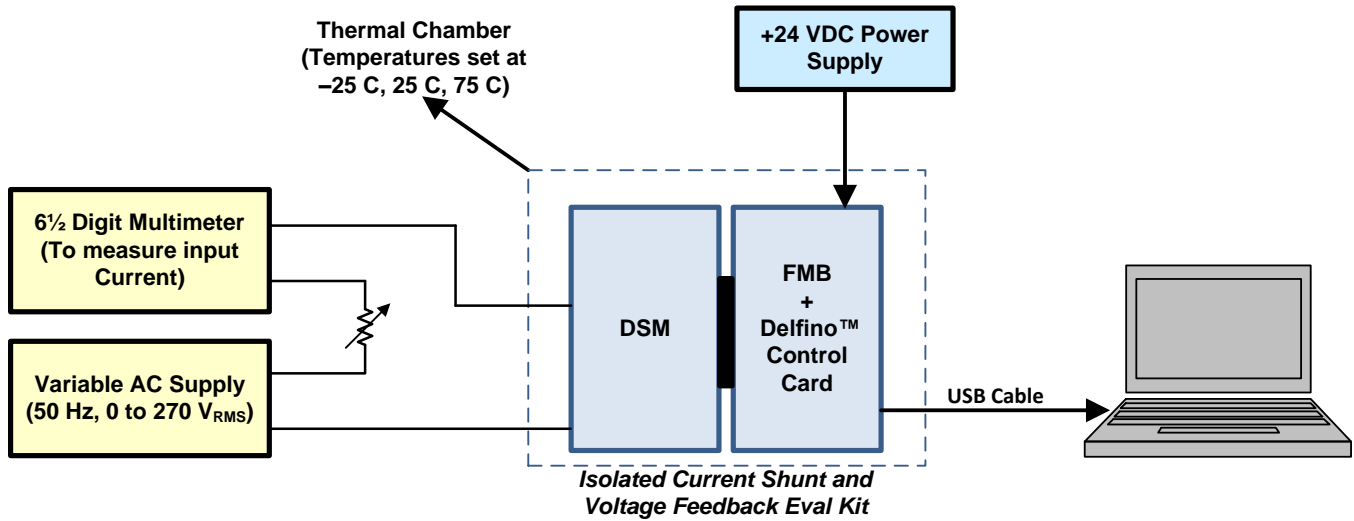 Thermal Chamber
(Temperatures set at
–25 C, 25 C, 75 C)
+24 VDC Power
Supply
6½ Digit Multimeter
(To measure input
Current)
Variable AC Supply
(50 Hz, 0 to 270 VRMS)
DSM
FMB
+
Delfino™
Control
Card
USB Cable
Isolated Current Shunt and
Voltage Feedback Eval Kit